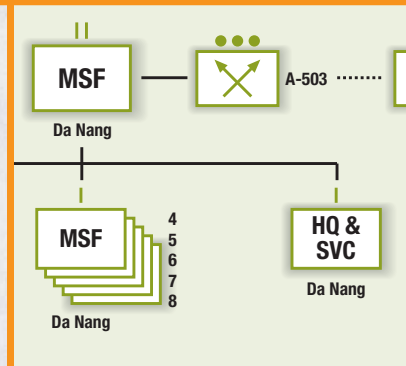 MSF
A-503
Da Nang
MSF
4
5
6
7
8
Da Nang
HQ &
SVC
Da Nang